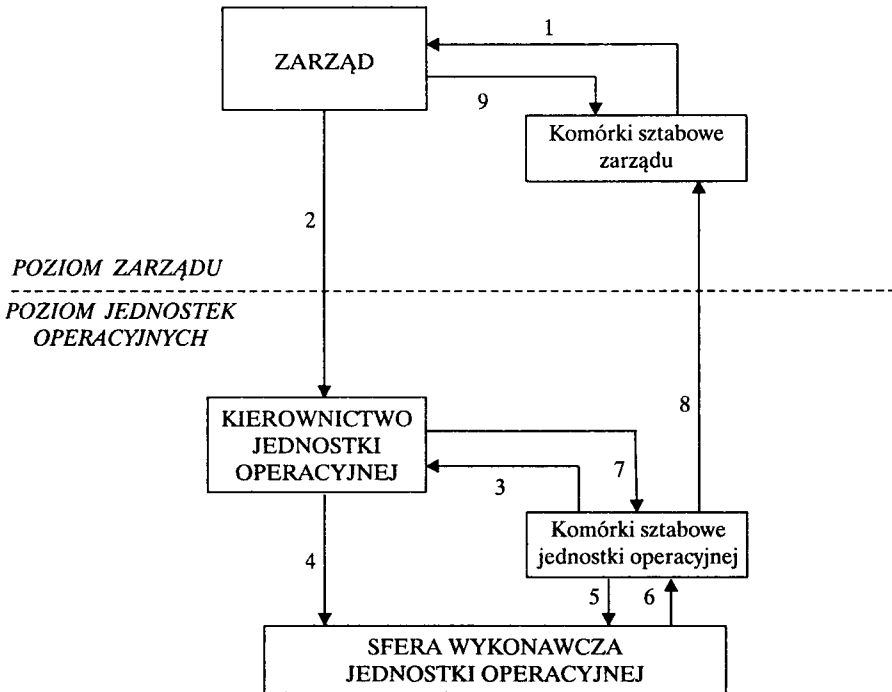 1
ZARZĄD
9
Komórki sztabowe
zarządu
2
POZIOM ZARZĄDU
POZIOM JEDNOSTEK
OPERACYJNYCH
8
KIEROWNICTWO
JEDNOSTKI
OPERACYJNEJ
7
3
Komórki sztabowe
jednostki operacyjnej
4
5
6
SFERA WYKONAWCZA
JEDNOSTKI OPERACYJNEJ